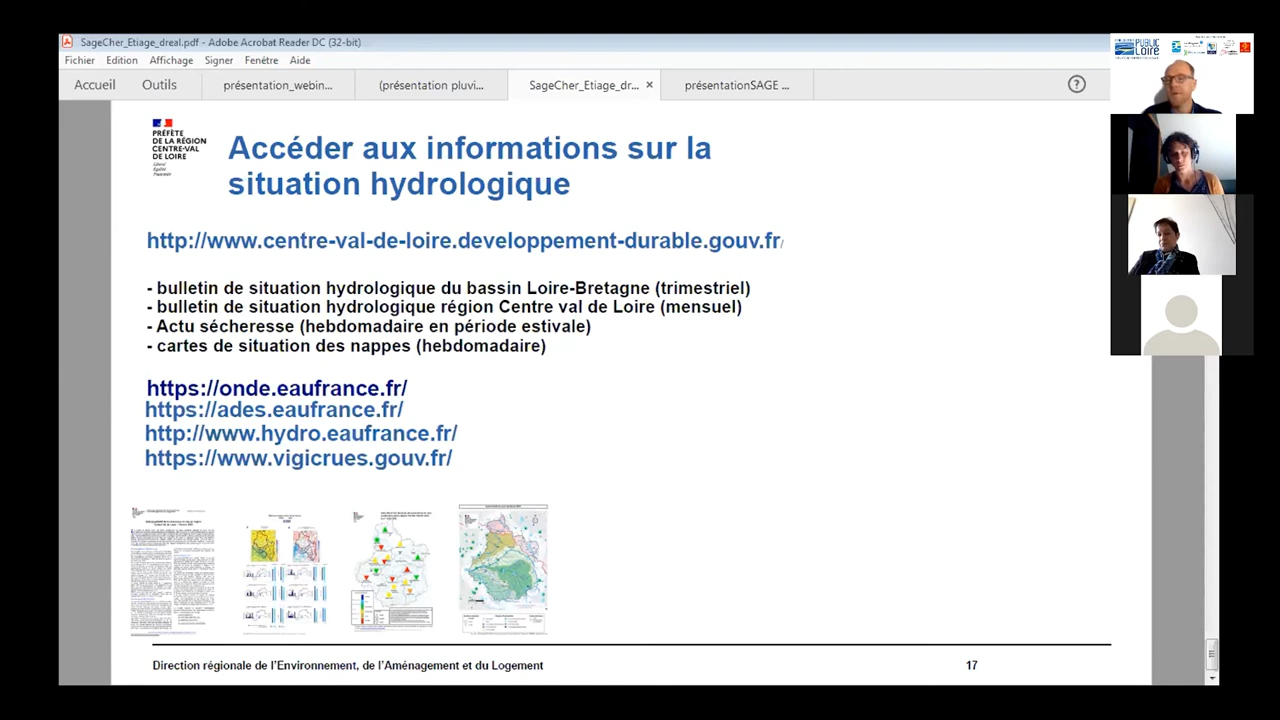 SageCher_Etiage_dreal.pdf - Adobe Acrobat Reader DC (32-bit)
Fichier Edition Affichage Signer Fenêtre Aide
Accueil Outils présentation_webin... (présentation pluvi... SageCher_Etiage_dr... × présentationSAGE ... ?
PUBLIC
LOIRE
PRÉFÈTE
DE LA RÉGION
CENTRE-VAL
DE LOIRE
Liberté
Égalité
Fraternité
Accéder aux informations sur la
situation hydrologique
http://www.centre-val-de-loire.developpement-durable.gouv.fr/
- bulletin de situation hydrologique du bassin Loire-Bretagne (trimestriel)
- bulletin de situation hydrologique région Centre val de Loire (mensuel)
- Actu sécheresse (hebdomadaire en période estivale)
- cartes de situation des nappes (hebdomadaire)
https://onde.eaufrance.fr/
https://ades.eaufrance.fr/
http://www.hydro.eaufrance.fr/
https://www.vigicrues.gouv.fr/
Direction régionale de l'Environnement, de l'Aménagement et du Logement
17